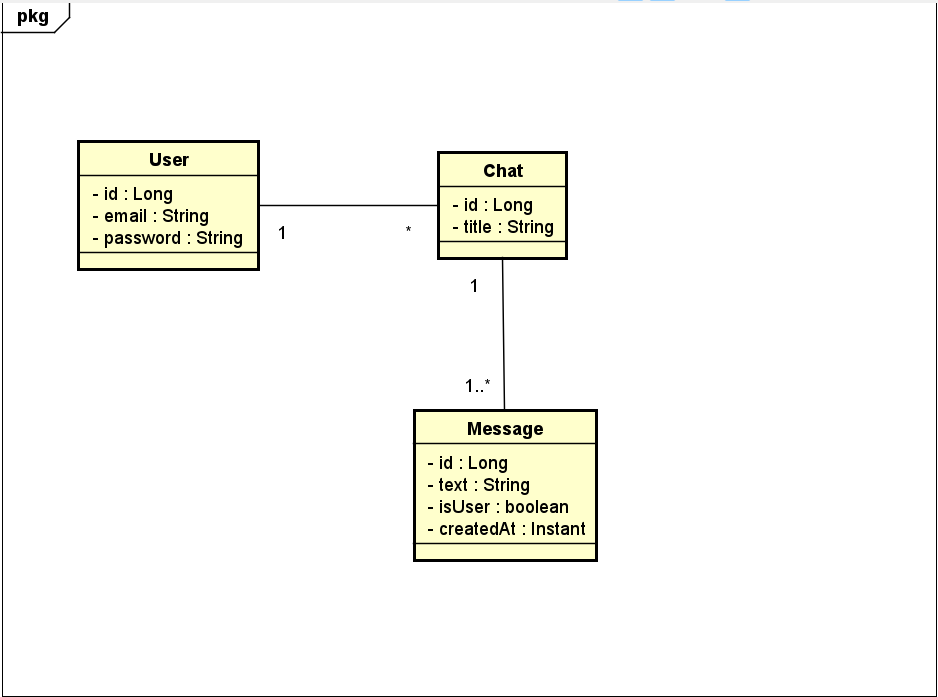 pkg
User
- id : Long
- email : String
- password : String
1
*
Chat
- id : Long
- title : String
1
1..*
Message
- id : Long
- text : String
- isUser : boolean
- createdAt : Instant